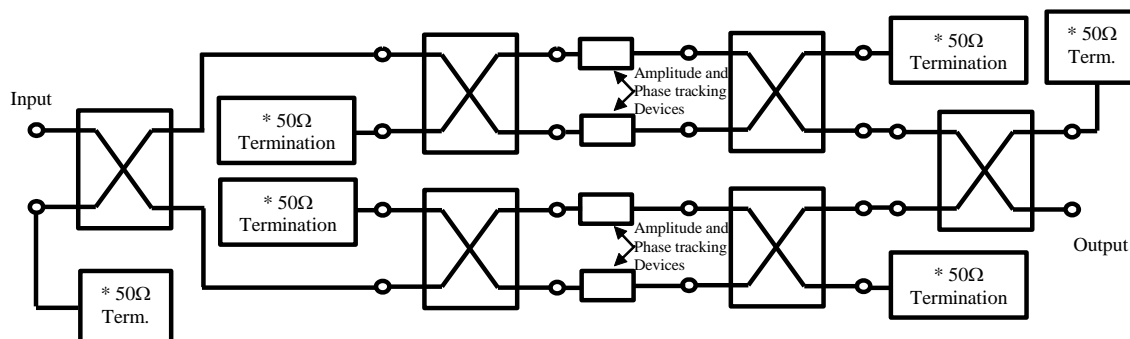 * 50Ω
Termination
* 50Ω
Term.
Amplitude and
Phase tracking
Devices
Input
* 50Ω
Termination
* 50Ω
Termination
Amplitude and
Phase tracking
Devices
Output
* 50Ω
Term.
* 50Ω
Termination